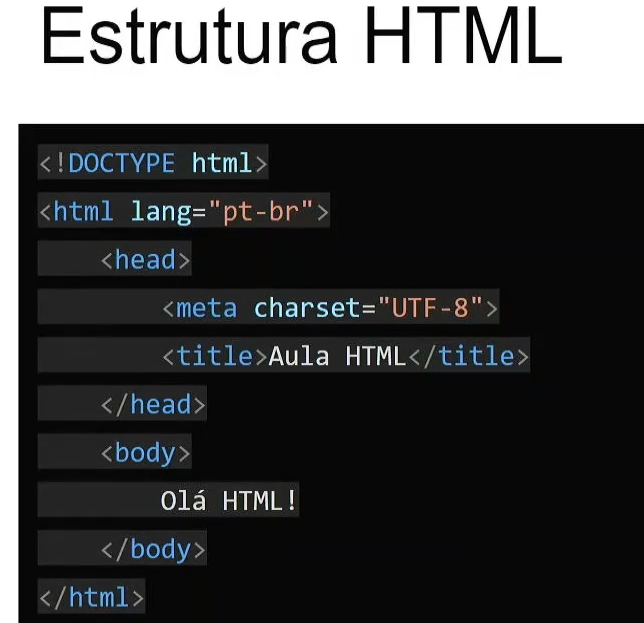 Estrutura HTML
<!DOCTYPE html>
<html lang="pt-br">
    <head>
        <meta charset="UTF-8">
        <title>Aula HTML</title>
    </head>
    <body>
        Olá HTML!
    </body>
</html>